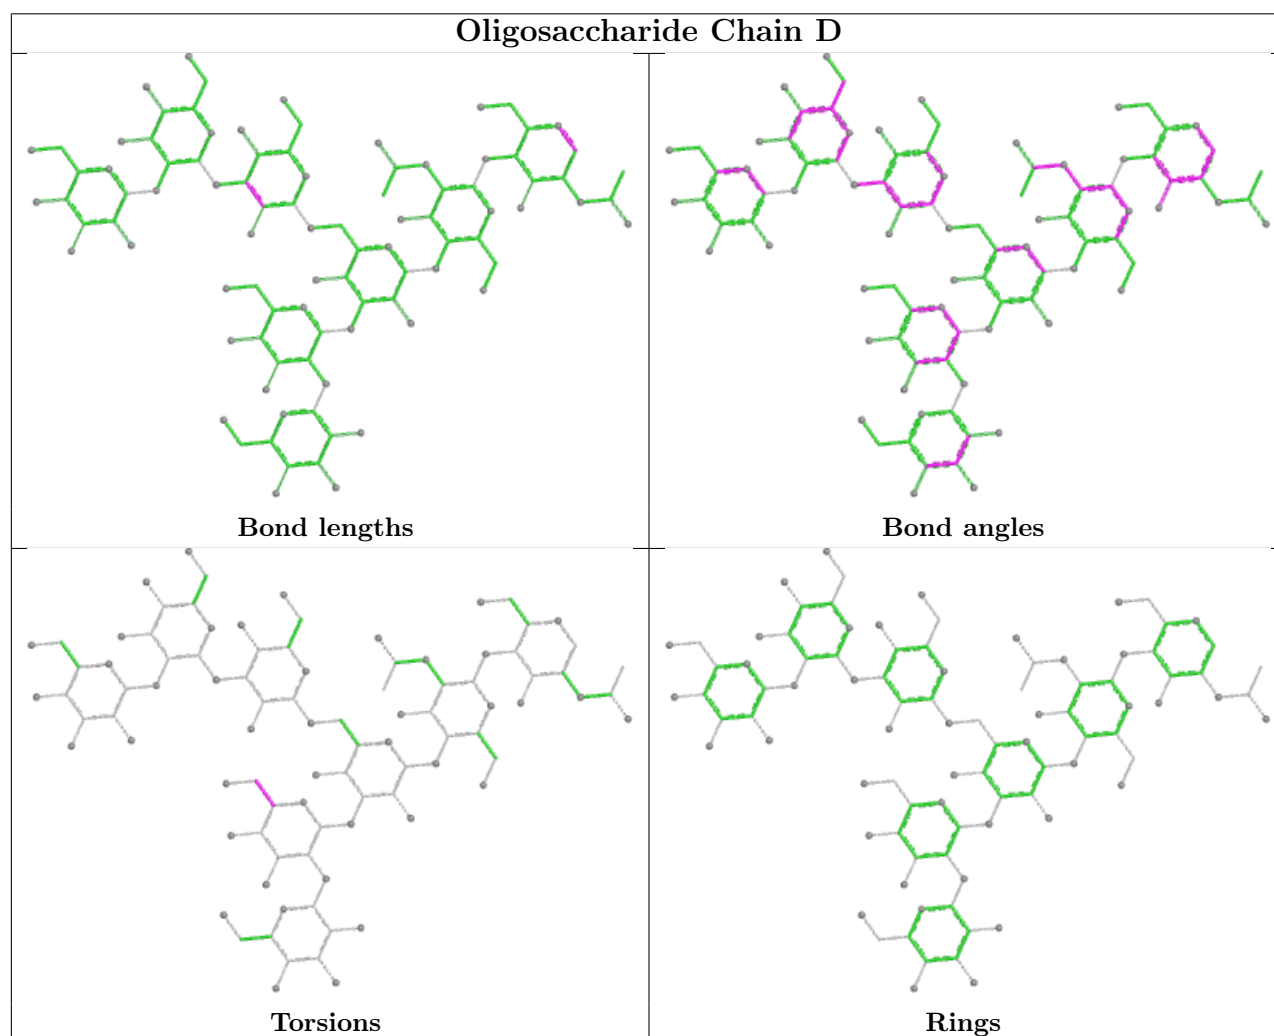 Oligosaccharide Chain D
Bond lengths
Bond angles
Torsions
Rings